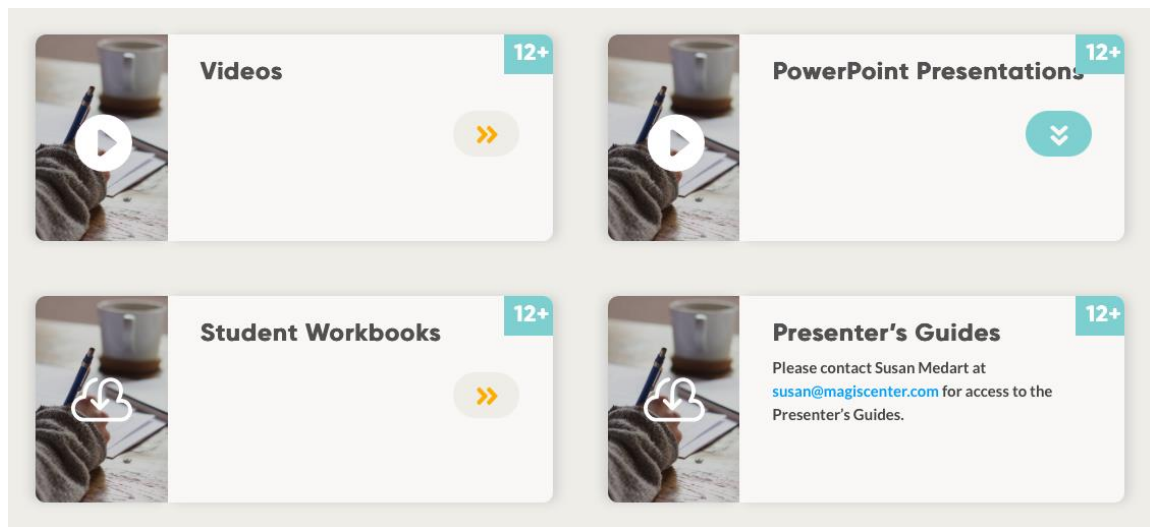 Videos
12+
PowerPoint Presentations
12+
Student Workbooks
12+
Presenter's Guides
12+
Please contact Susan Medart at
susan@magiscenter.com for access to the
Presenter's Guides.